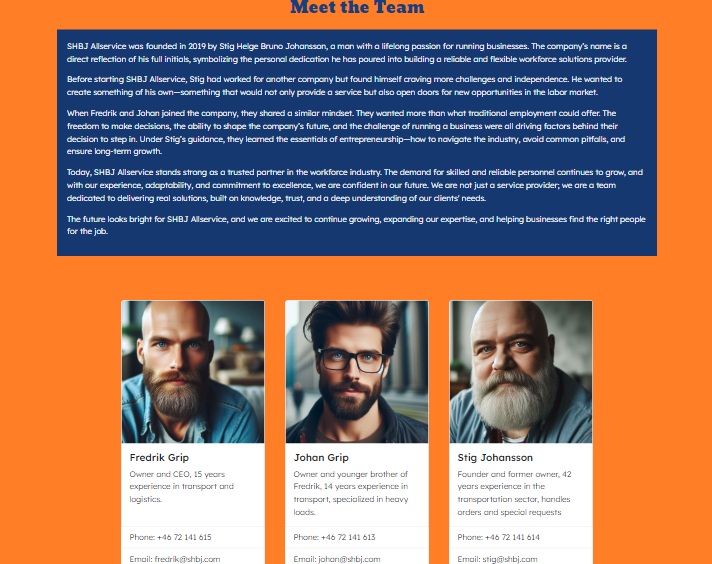 Meet the Team
SHBJ Allservice was founded in 2019 by Stig Helge Bruno Johansson, a man with a lifelong passion for running businesses. The company's name is a
direct reflection of his full initials, symbolizing the personal dedication he has poured into building a reliable and flexible workforce solutions provider.
Before starting SHBJ Allservice, Stig had worked for another company but found himself craving more challenges and independence. He wanted to
create something of his own—something that would not only provide a service but also open doors for new opportunities in the labor market.
When Fredrik and Johan joined the company, they shared a similar mindset. They wanted more than what traditional employment could offer. The
freedom to make decisions, the ability to shape the company's future, and the challenge of running a business were all driving factors behind their
decision to step in. Under Stig's guidance, they learned the essentials of entrepreneurship—how to navigate the industry, avoid common pitfalls, and
ensure long-term growth.
Today, SHBJ Allservice stands strong as a trusted partner in the workforce industry. The demand for skilled and reliable personnel continues to grow, and
with our experience, adaptability, and commitment to excellence, we are confident in our future. We are not just a service provider; we are a team
dedicated to delivering real solutions, built on knowledge, trust, and a deep understanding of our clients' needs.
The future looks bright for SHBJ Allservice, and we are excited to continue growing, expanding our expertise, and helping businesses find the right people
for the job.
Fredrik Grip
Owner and CEO, 15 years
experience in transport and
logistics.
Phone: +46 72 141 615
Email: fredrik@shbj.com
Johan Grip
Owner and younger brother of
Fredrik, 14 years experience in
transport, specialized in heavy
loads.
Phone: +46 72 141 613
Email: johan@shbj.com
Stig Johansson
Founder and former owner, 42
years experience in the
transportation sector, handles
orders and special requests
Phone: +46 72 141 614
Email: stig@shbj.com